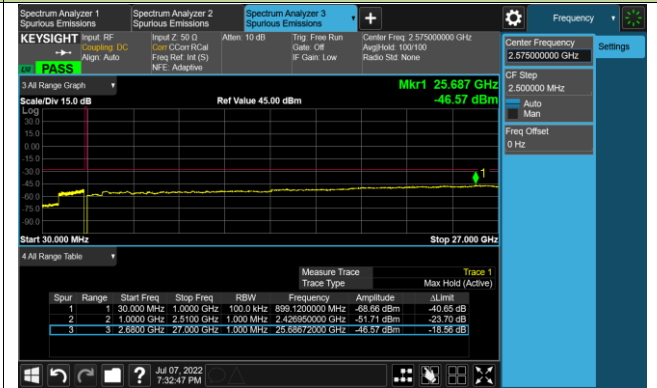 Spectrum Analyzer 1
Spurious Emissions
Spectrum Analyzer 2
Spurious Emissions
Spectrum Analyzer 3
Spurious Emissions
Frequency
KEYSIGHT
Input: RF
Coupling: DC
Align: Auto
Input Z: 50 Ω
Corr CCorr RCal
Freq Ref: Int (S)
NFE: Adaptive
Atten: 10 dB
Trig: Free Run
Gate: Off
IF Gain: Low
Center Freq: 2.575000000 GHz
Avg|Hold: 100/100
Radio Std: None
PASS
Center Frequency
2.575000000 GHz
Settings
CF Step
2.500000 MHz
Auto
Man
Freq Offset
0 Hz
3 All Range Graph
Mkr1 25.687 GHz
Scale/Div 15.0 dB
Ref Value 45.00 dBm
-46.57 dBm
Log
30.0
15.0
0.00
-15.0
-30.0
-45.0
-60.0
-75.0
-90.0
1
Start 30.000 MHz
Stop 27.000 GHz
4 All Range Table
Measure Trace Trace 1
Trace Type Max Hold (Active)
Spur Range Start Freq Stop Freq RBW Frequency Amplitude ΔLimit
1 1 30.000 MHz 1.0000 GHz 100.0 kHz 899.1200000 MHz -68.66 dBm -40.65 dB
2 2 1.0000 GHz 2.5100 GHz 1.000 MHz 2.426950000 GHz -51.71 dBm -23.70 dB
3 3 2.6800 GHz 27.000 GHz 1.000 MHz 25.68672000 GHz -46.57 dBm -18.56 dB
Jul 07, 2022
7:32:47 PM